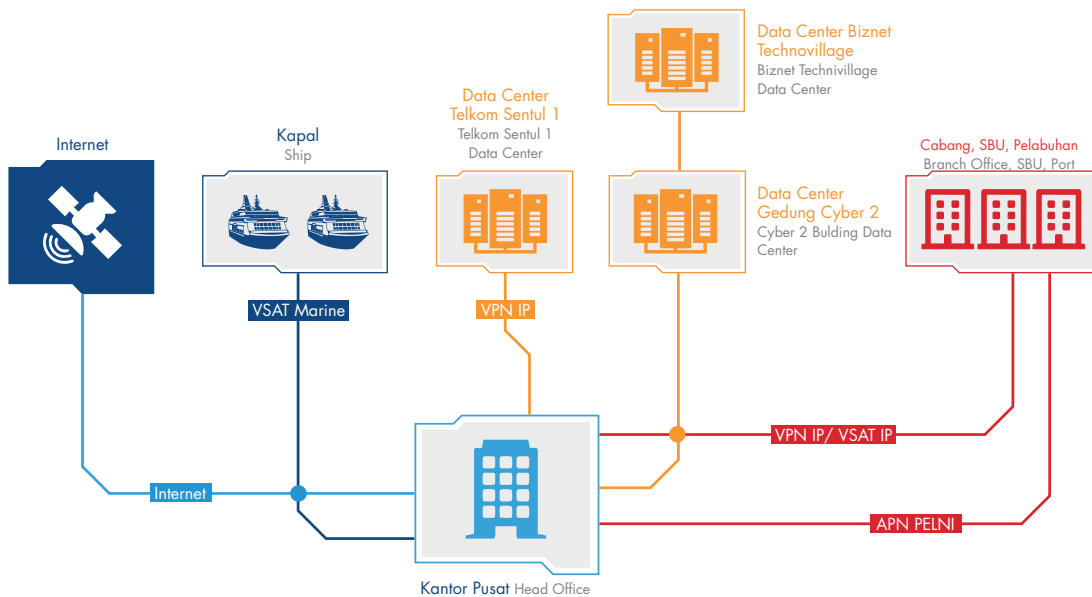 Data Center Biznet
Technovillage
Biznet Technivillage
Data Center
Data Center
Telkom Sentul 1
Telkom Sentul 1
Data Center
Internet
Kapal
Ship
Cabang, SBU, Pelabuhan
Branch Office, SBU, Port
Data Center
Gedung Cyber 2
Cyber 2 Bulding Data
Center
VSAT Marine
VPN IP
VPN IP/ VSAT IP
Internet
APN PELNI
Kantor Pusat Head Office